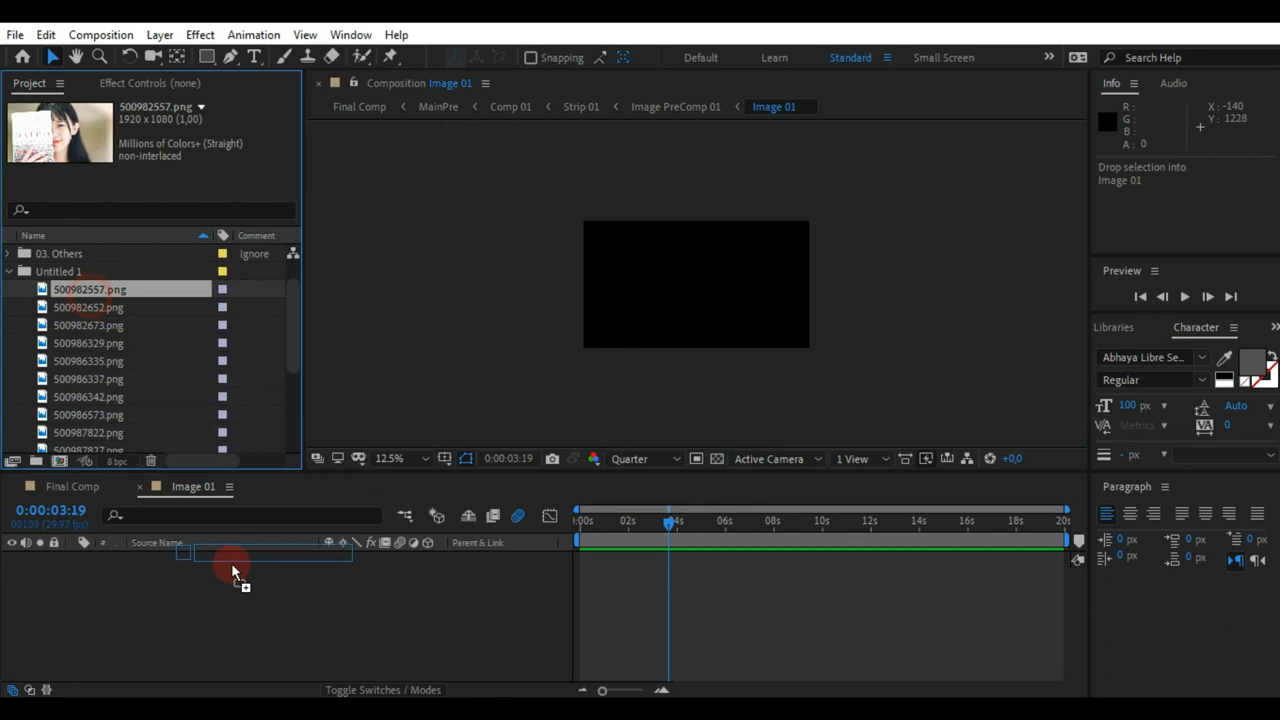 File Edit Composition Layer Effect Animation View Window Help
Snapping Default Learn Standard Small Screen Search Help
Project Effect Controls (none)
500982557.png
1920 x 1080 (1,00)
Millions of Colors+ (Straight)
non-interlaced
Name Comment
03. Others Ignore
Untitled 1
500982557.png
500982652.png
500982673.png
500986329.png
500986335.png
500986337.png
500986342.png
500986573.png
500987822.png
500987827.png
8 bpc
Composition Image 01
Final Comp MainPre Comp 01 Strip 01 Image PreComp 01 Image 01
12.5% 0:00:03:19 Quarter Active Camera 1 View +0,0
Info Audio
R:
G:
B:
A: 0
X: -140
Y: 1228
Drop selection into
Image 01
Preview
Libraries Character
Abhaya Libre Se...
Regular
100 px Auto
Metrics 0
- px
Final Comp Image 01
0:00:03:19
00109 (29.97 fps)
# Source Name Parent & Link
:00s 02s 4s 06s 08s 10s 12s 14s 16s 18s 20s
Toggle Switches / Modes
Paragraph
0 px 0 px 0 px
0 px 0 px